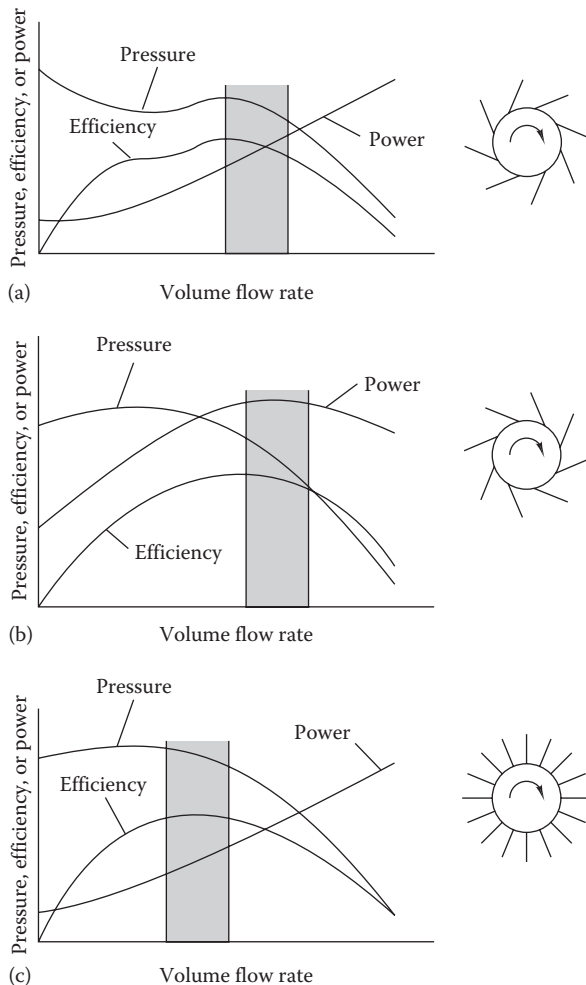 Pressure, efficiency, or power
Pressure
Efficiency
Power
(a)
Volume flow rate
Pressure, efficiency, or power
Pressure
Power
Efficiency
(b)
Volume flow rate
Pressure, efficiency, or power
Pressure
Power
Efficiency
(c)
Volume flow rate